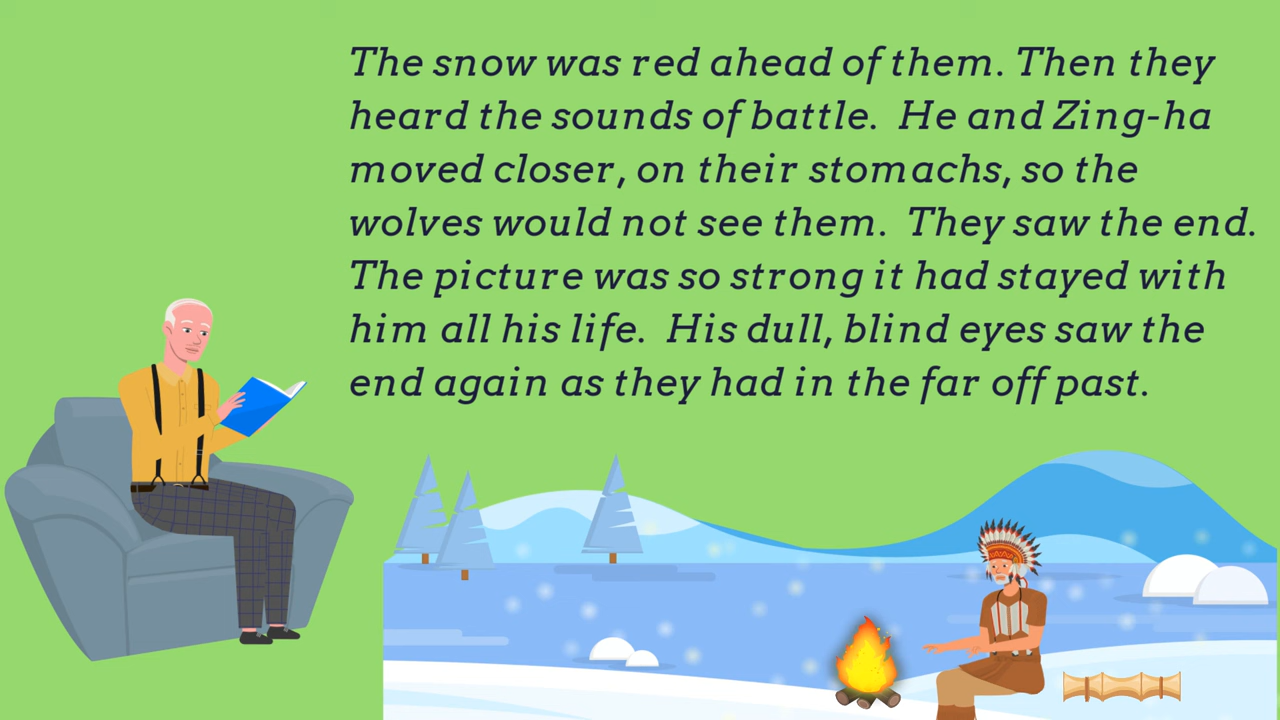 The snow was red ahead of them. Then they
heard the sounds of battle.  He and Zing-ha
moved closer, on their stomachs, so the
wolves would not see them.  They saw the end.
The picture was so strong it had stayed with
him all his life.  His dull, blind eyes saw the
end again as they had in the far off past.